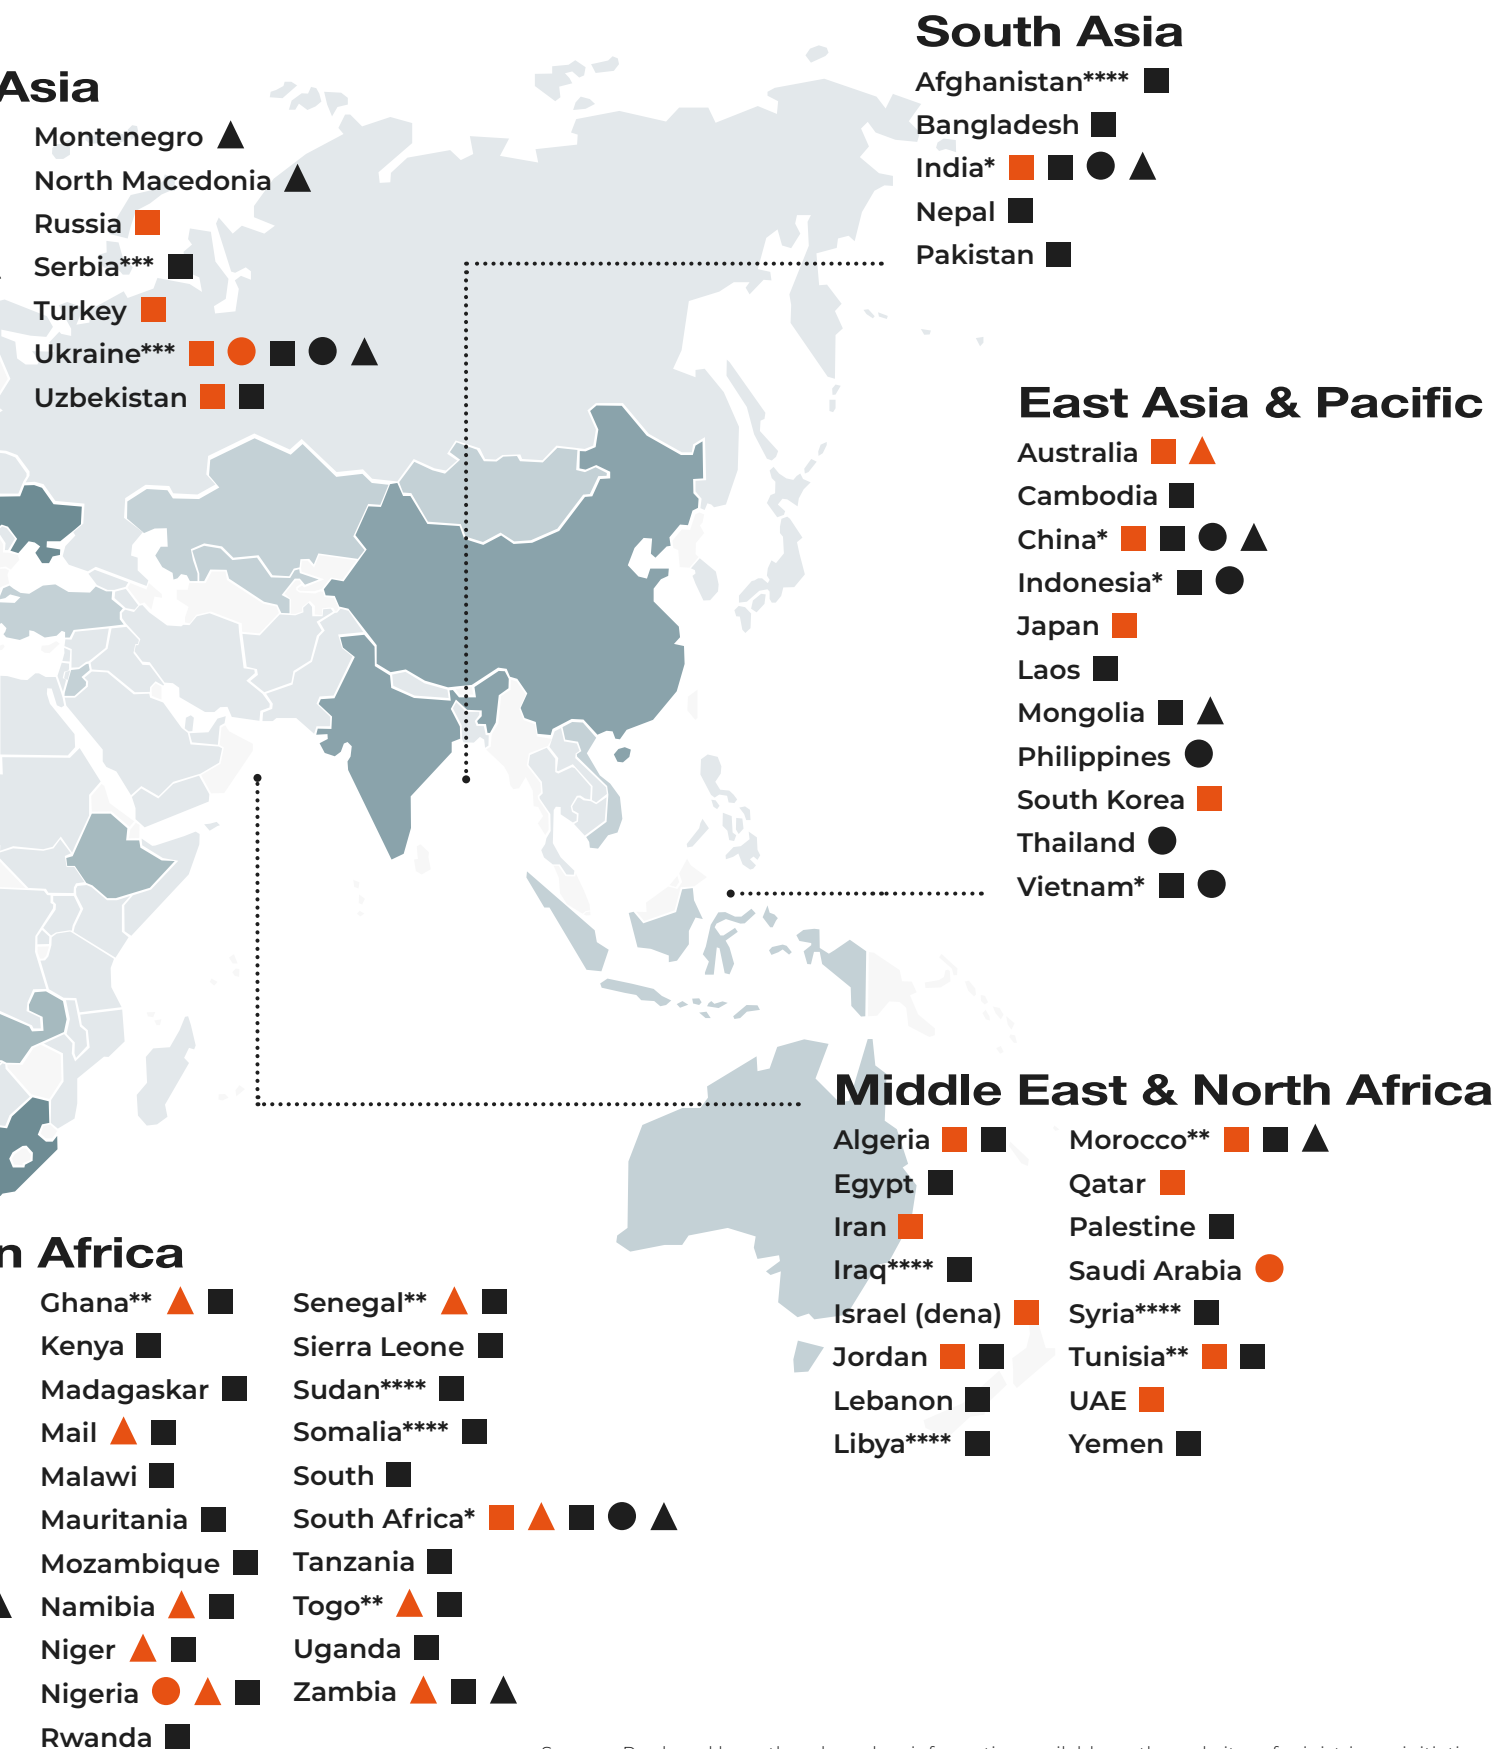 Asia
Montenegro
North Macedonia
Russia
Serbia***
Turkey
Ukraine***
Uzbekistan
South Asia
Afghanistan****
Bangladesh
India*
Nepal
Pakistan
East Asia & Pacific
Australia
Cambodia
China*
Indonesia*
Japan
Laos
Mongolia
Philippines
South Korea
Thailand
Vietnam*
Middle East & North Africa
Algeria
Egypt
Iran
Iraq****
Israel (dena)
Jordan
Lebanon
Libya****
Morocco**
Qatar
Palestine
Saudi Arabia
Syria****
Tunisia**
UAE
Yemen
n Africa
Ghana**
Kenya
Madagaskar
Mail
Malawi
Mauritania
Mozambique
Namibia
Niger
Nigeria
Rwanda
Senegal**
Sierra Leone
Sudan****
Somalia****
South
South Africa*
Tanzania
Togo**
Uganda
Zambia